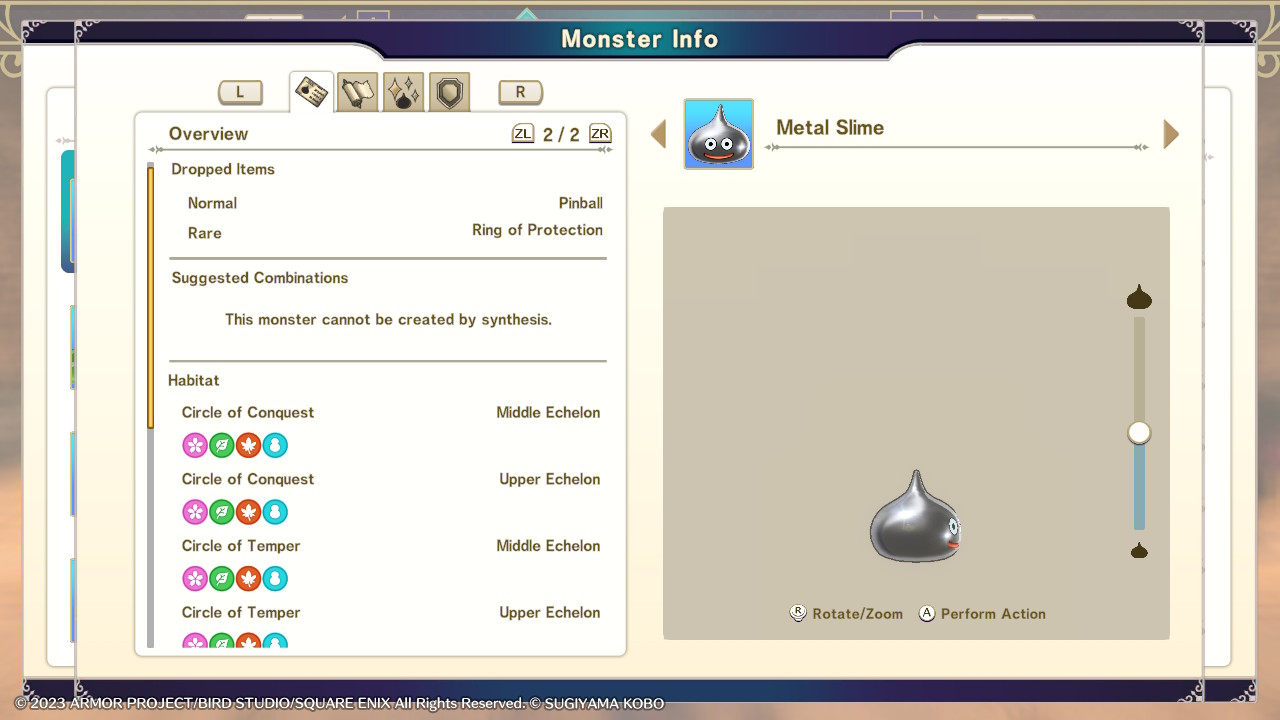 Monster Info
L
R
Overview
ZL 2 / 2 ZR
Dropped Items
Normal Pinball
Rare Ring of Protection
Suggested Combinations
This monster cannot be created by synthesis.
Habitat
Circle of Conquest Middle Echelon
Circle of Conquest Upper Echelon
Circle of Temper Middle Echelon
Circle of Temper Upper Echelon
Metal Slime
R Rotate/Zoom A Perform Action
© 2023 ARMOR PROJECT/BIRD STUDIO/SQUARE ENIX All Rights Reserved. © SUGIYAMA KOBO